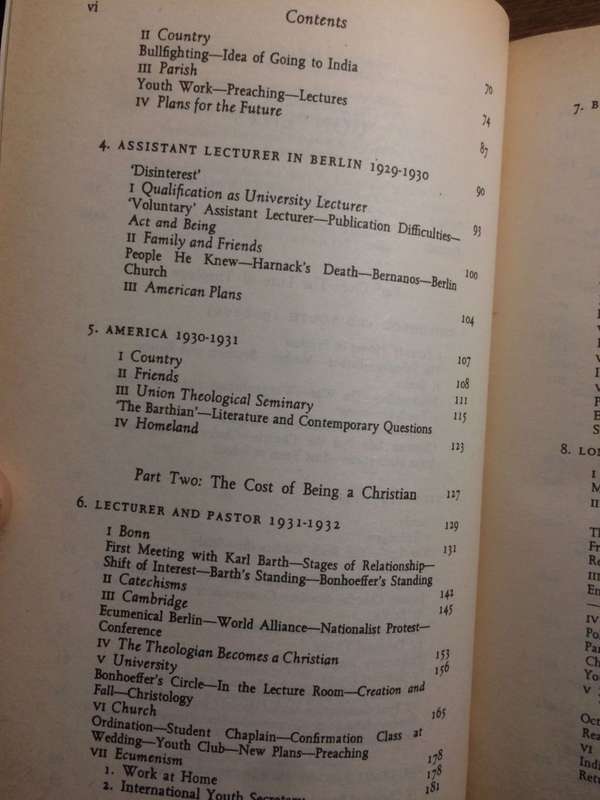 vi
Contents
II Country 70
Bullfighting—Idea of Going to India
III Parish 74
Youth Work—Preaching—Lectures
IV Plans for the Future 87
4. ASSISTANT LECTURER IN BERLIN 1929-1930 90
'Disinterest'
I Qualification as University Lecturer 93
'Voluntary' Assistant Lecturer—Publication Difficulties—
Act and Being
II Family and Friends 100
People He Knew—Harnack's Death—Bernanos—Berlin
Church
III American Plans 104
5. AMERICA 1930-1931 107
I Country 108
II Friends 111
III Union Theological Seminary 115
'The Barthian'—Literature and Contemporary Questions
IV Homeland 123
Part Two: The Cost of Being a Christian 127
6. LECTURER AND PASTOR 1931-1932 129
I Bonn 131
First Meeting with Karl Barth—Stages of Relationship—
Shift of Interest—Barth's Standing—Bonhoeffer's Standing
II Catechisms 142
III Cambridge 145
Ecumenical Berlin—World Alliance—Nationalist Protest—
Conference
IV The Theologian Becomes a Christian 153
V University 156
Bonhoeffer's Circle—In the Lecture Room—Creation and
Fall—Christology
VI Church 165
Ordination—Student Chaplain—Confirmation Class at
Wedding—Youth Club—New Plans—Preaching
VII Ecumenism 178
1. Work at Home 178
2. International Youth 181
7.
8.